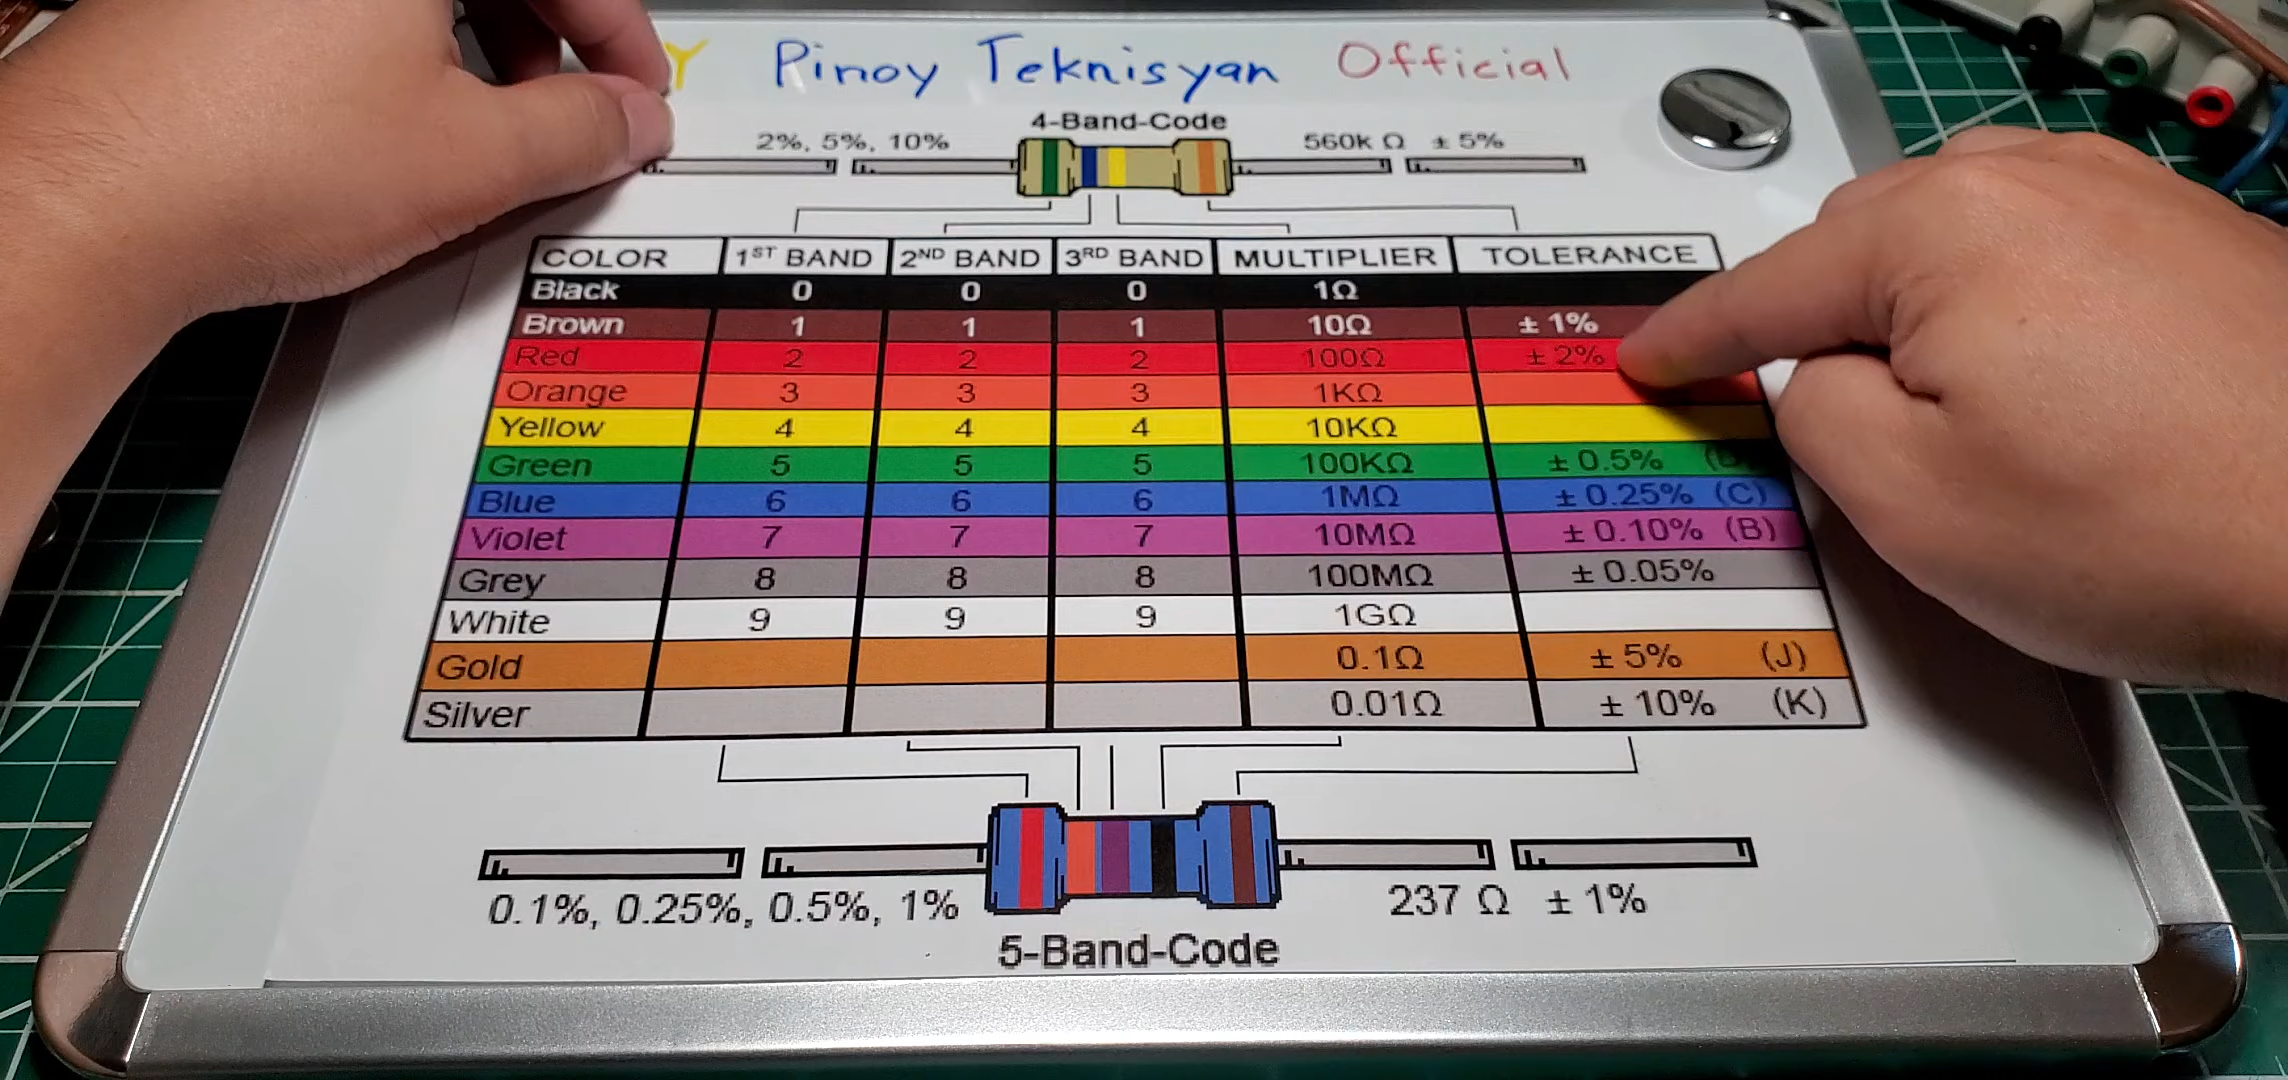 Y Pinoy Teknisyan Official
4-Band-Code
2%, 5%, 10% 560k Ω ± 5%
COLOR 1ST BAND 2ND BAND 3RD BAND MULTIPLIER TOLERANCE
Black 0 0 0 1Ω
Brown 1 1 1 10Ω ± 1%
Red 2 2 2 100Ω ± 2%
Orange 3 3 3 1KΩ
Yellow 4 4 4 10KΩ
Green 5 5 5 100KΩ ± 0.5%
Blue 6 6 6 1MΩ ± 0.25% (C)
Violet 7 7 7 10MΩ ± 0.10% (B)
Grey 8 8 8 100MΩ ± 0.05%
White 9 9 9 1GΩ
Gold 0.1Ω ± 5% (J)
Silver 0.01Ω ± 10% (K)
0.1%, 0.25%, 0.5%, 1% 237 Ω ± 1%
5-Band-Code